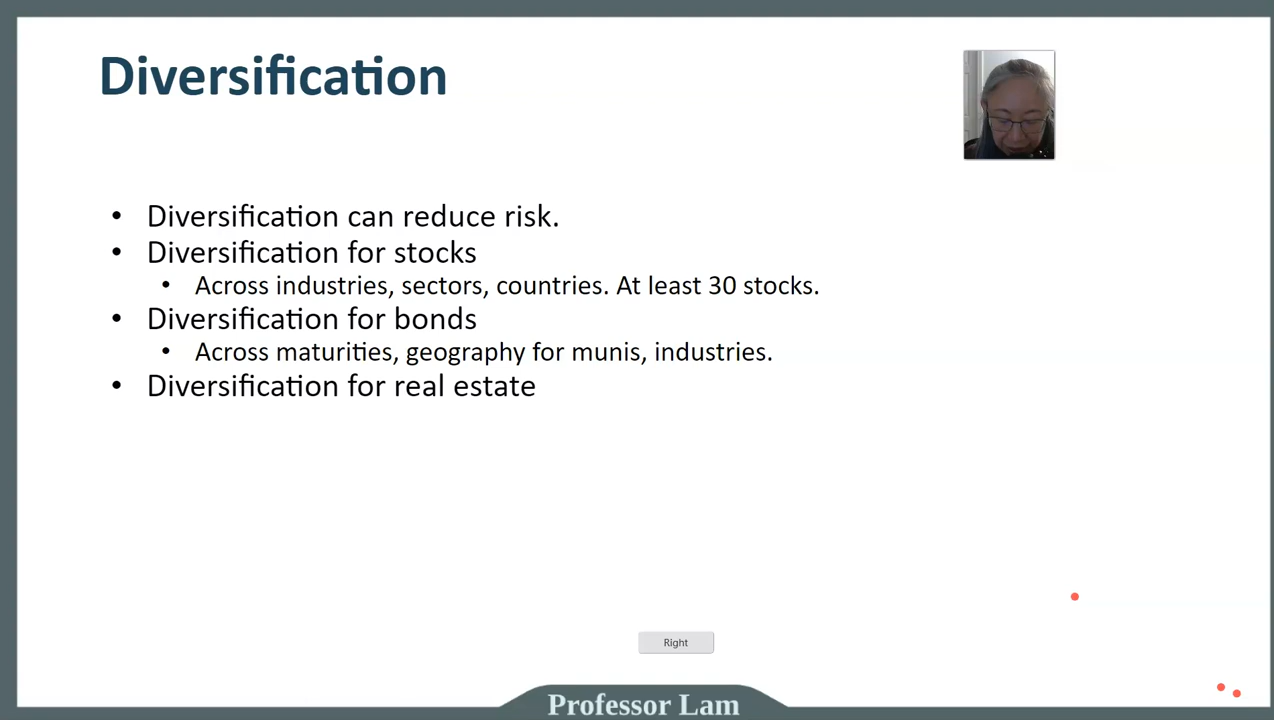 Diversification
Diversification can reduce risk.
Diversification for stocks
Across industries, sectors, countries. At least 30 stocks.
Diversification for bonds
Across maturities, geography for munis, industries.
Diversification for real estate
Right
Professor Lam